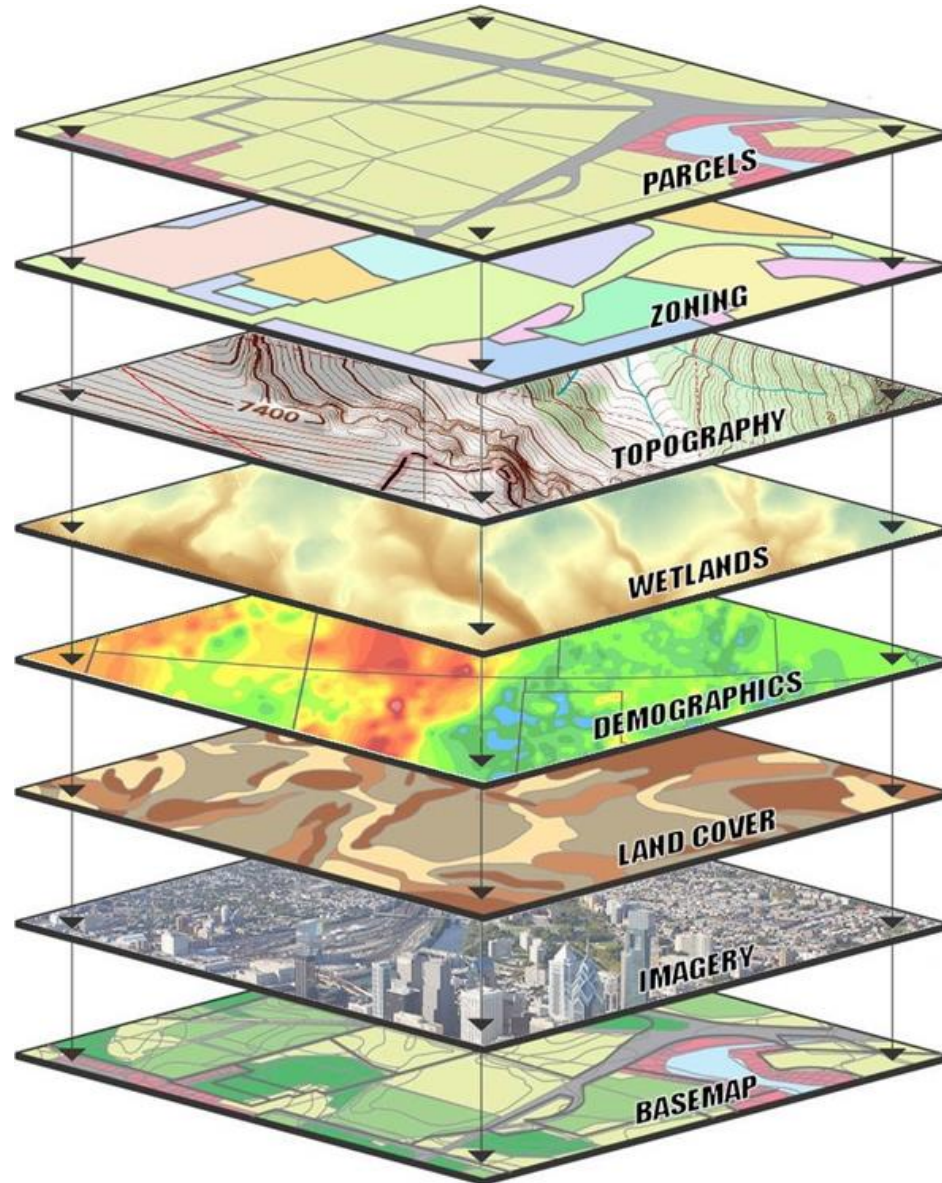 PARCELS
ZONING
7400
TOPOGRAPHY
WETLANDS
DEMOGRAPHICS
LAND COVER
IMAGERY
BASEMAP